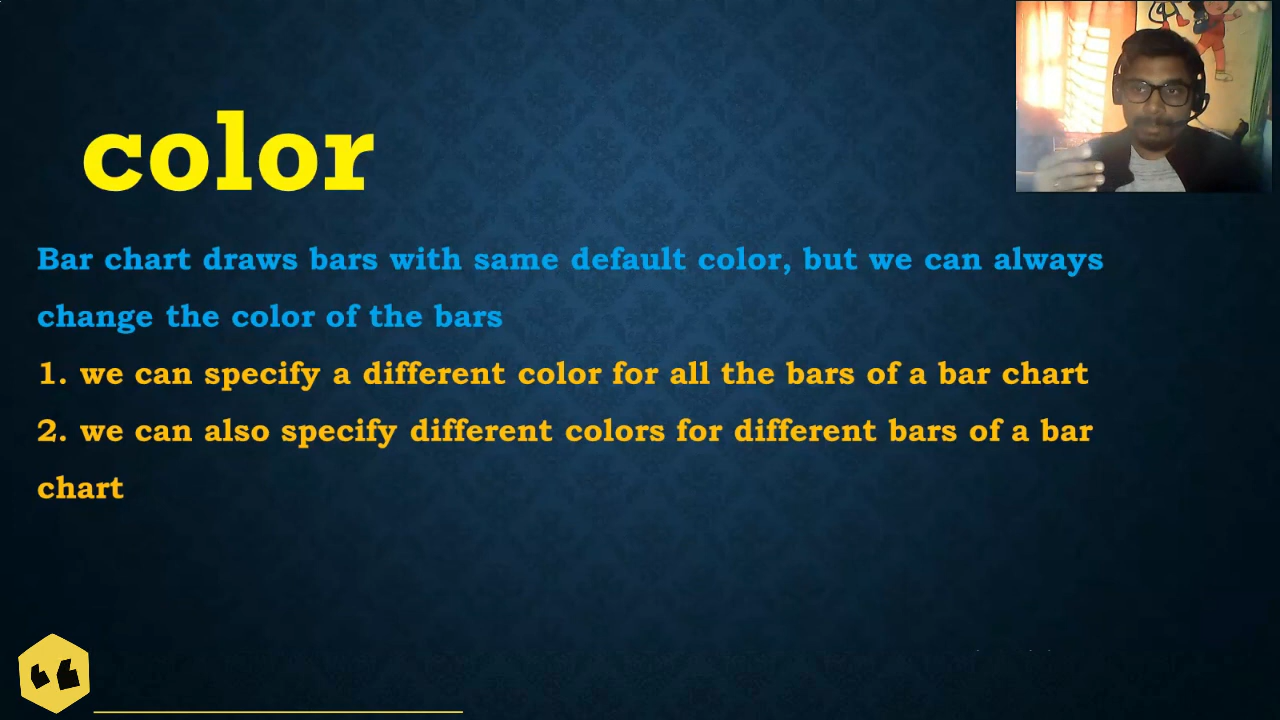 color
Bar chart draws bars with same default color, but we can always
change the color of the bars
1. we can specify a different color for all the bars of a bar chart
2. we can also specify different colors for different bars of a bar
chart